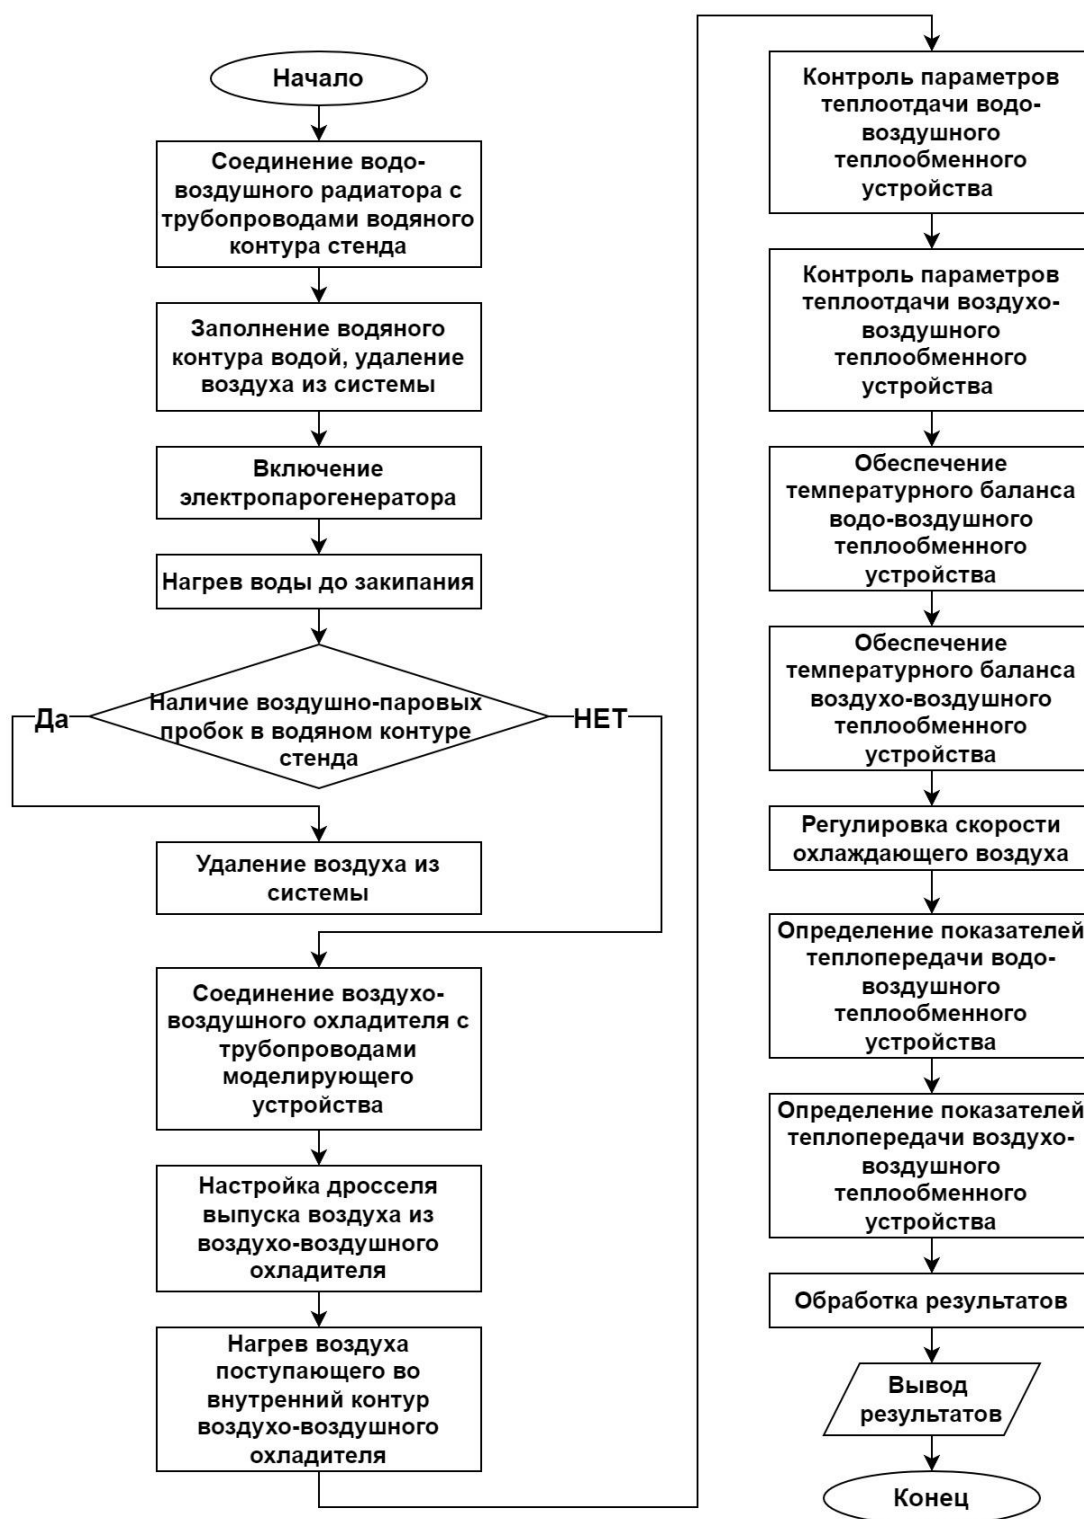 Начало
Соединение водо-
воздушного радиатора с
трубопроводами водяного
контура стенда
Заполнение водяного
контура водой, удаление
воздуха из системы
Включение
электропарогенератора
Нагрев воды до закипания
Наличие воздушно-паровых
пробок в водяном контуре
стенда
Да
НЕТ
Удаление воздуха из
системы
Соединение воздухо-
воздушного охладителя с
трубопроводами
моделирующего
устройства
Настройка дросселя
выпуска воздуха из
воздухо-воздушного
охладителя
Нагрев воздуха
поступающего во
внутренний контур
воздухо-воздушного
охладителя
Контроль параметров
теплоотдачи водо-
воздушного
теплообменного
устройства
Контроль параметров
теплоотдачи воздухо-
воздушного
теплообменного
устройства
Обеспечение
температурного баланса
водо-воздушного
теплообменного
устройства
Обеспечение
температурного баланса
воздухо-воздушного
теплообменного
устройства
Регулировка скорости
охлаждающего воздуха
Определение показателей
теплопередачи водо-
воздушного
теплообменного
устройства
Определение показателей
теплопередачи воздухо-
воздушного
теплообменного
устройства
Обработка результатов
Вывод
результатов
Конец